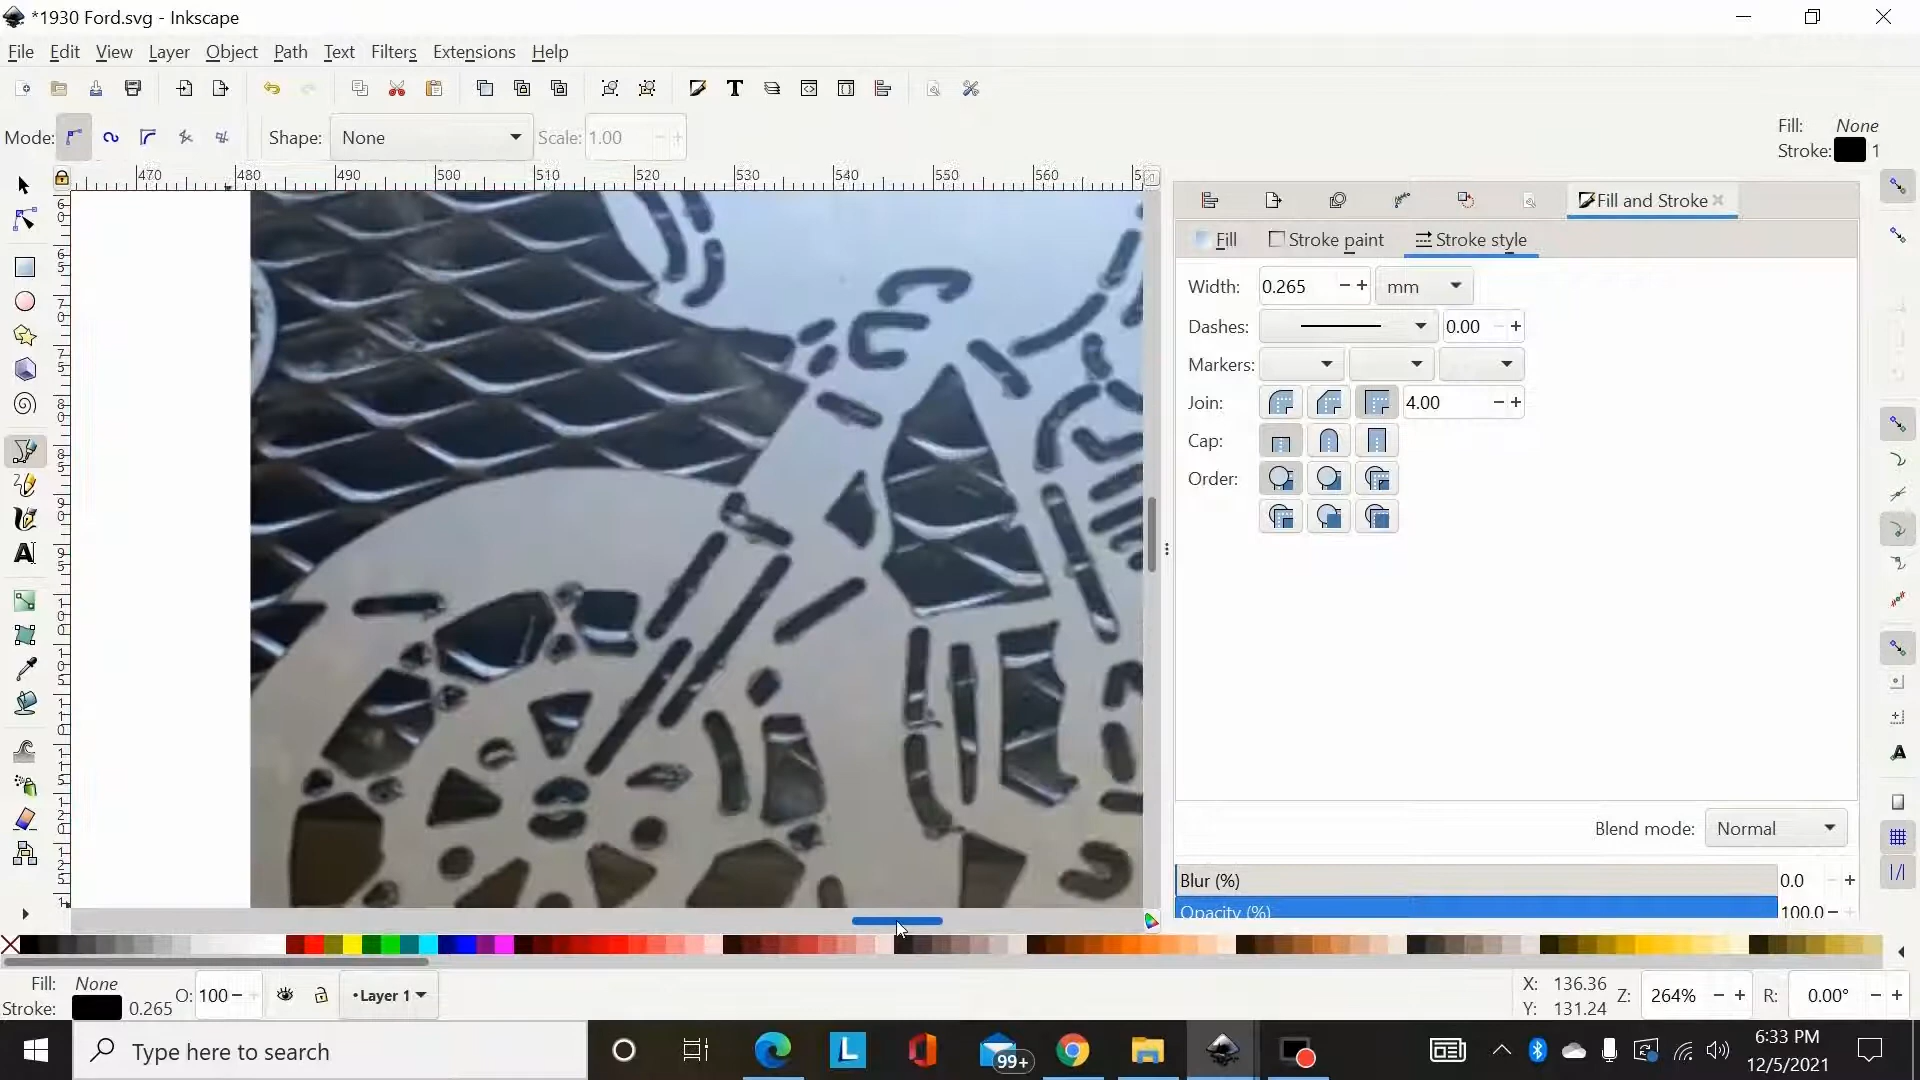 *1930 Ford.svg - Inkscape
File Edit View Layer Object Path Text Filters Extensions Help
Mode: Shape: None Scale: 1.00
Fill: None
Stroke: 1
470 480 490 500 510 520 530 540 550 560
Fill and Stroke
Fill Stroke paint Stroke style
Width: 0.265 mm
Dashes: 0.00
Markers:
Join: 4.00
Cap:
Order:
Blend mode: Normal
Blur (%) 0.0
Opacity (%) 100.0
Fill: None O: 100 Layer 1
Stroke: 0.265
X: 136.36 Z: 264% R: 0.00°
Y: 131.24
Type here to search
99+
6:33 PM
12/5/2021